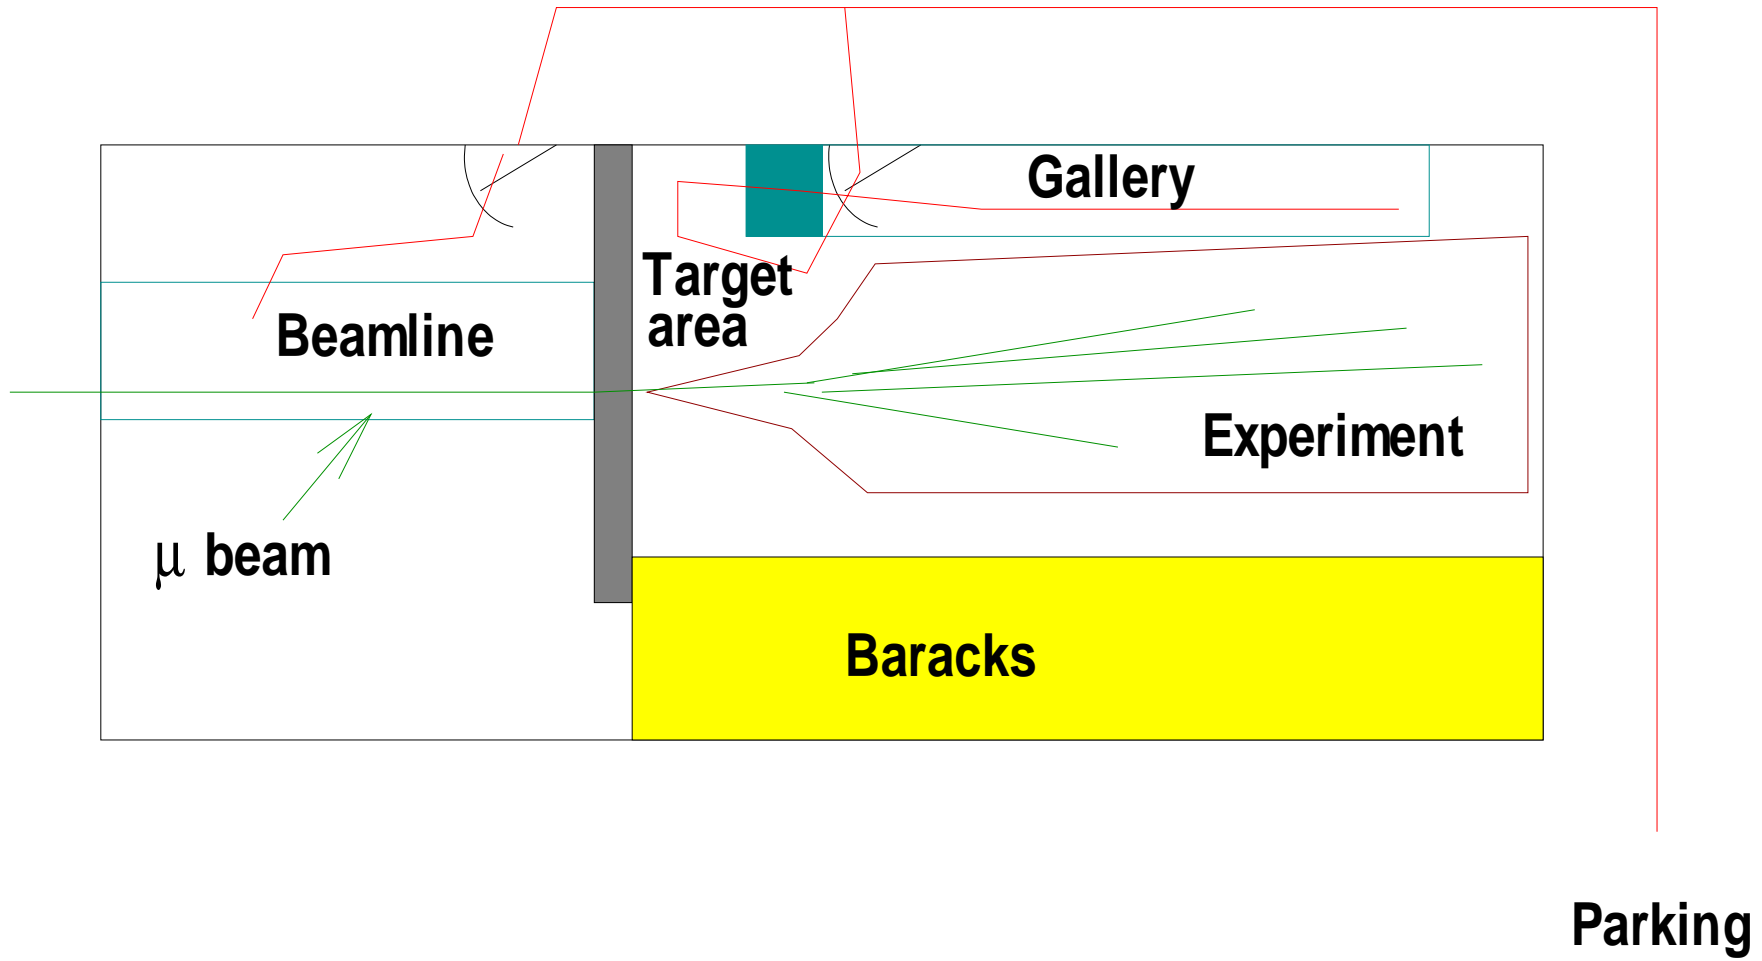 Gallery
Target
area
Beamline
Experiment
μ beam
Baracks
Parking